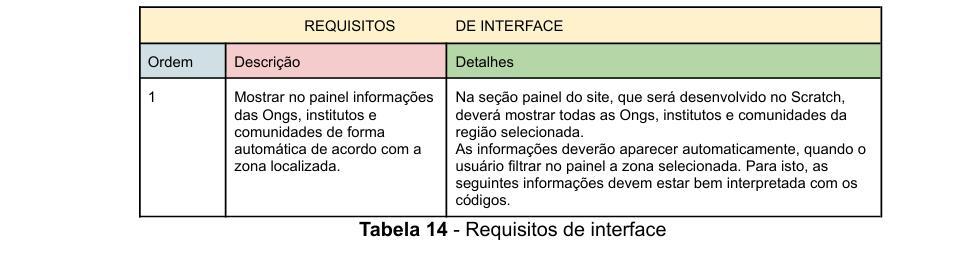 REQUISITOS DE INTERFACE
Ordem Descrição Detalhes
1
Mostrar no painel informações
das Ongs, institutos e
comunidades de forma
automática de acordo com a
zona localizada.
Na seção painel do site, que será desenvolvido no Scratch,
deverá mostrar todas as Ongs, institutos e comunidades da
região selecionada.
As informações deverão aparecer automaticamente, quando o
usuário filtrar no painel a zona selecionada. Para isto, as
seguintes informações devem estar bem interpretada com os
códigos.
Tabela 14 - Requisitos de interface